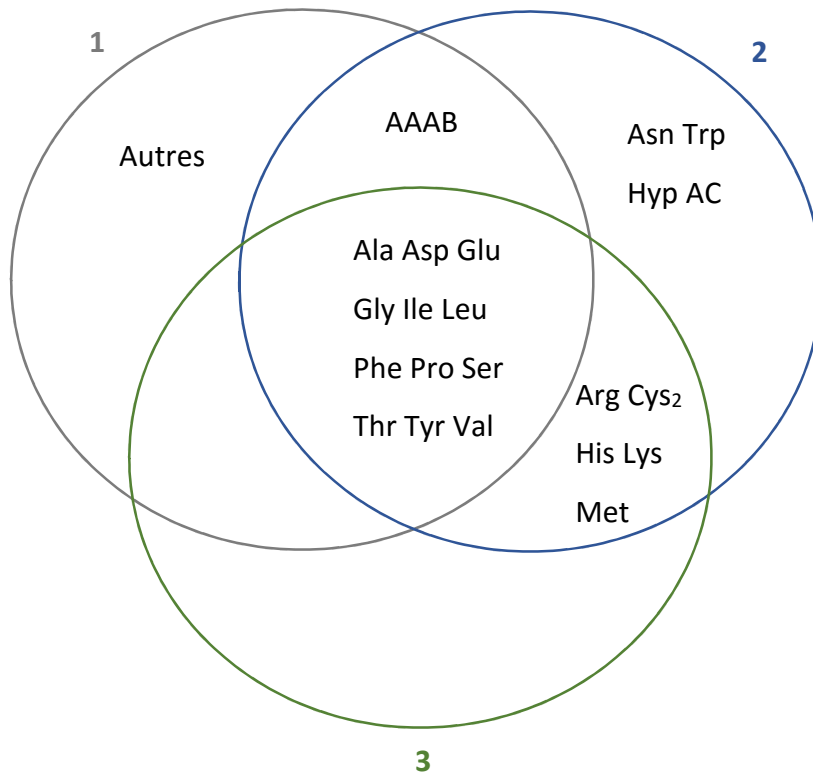 1
2
Autres
AAAB
Asn Trp
Hyp AC
Ala Asp Glu
Gly Ile Leu
Phe Pro Ser
Thr Tyr Val
Arg Cys₂
His Lys
Met
3